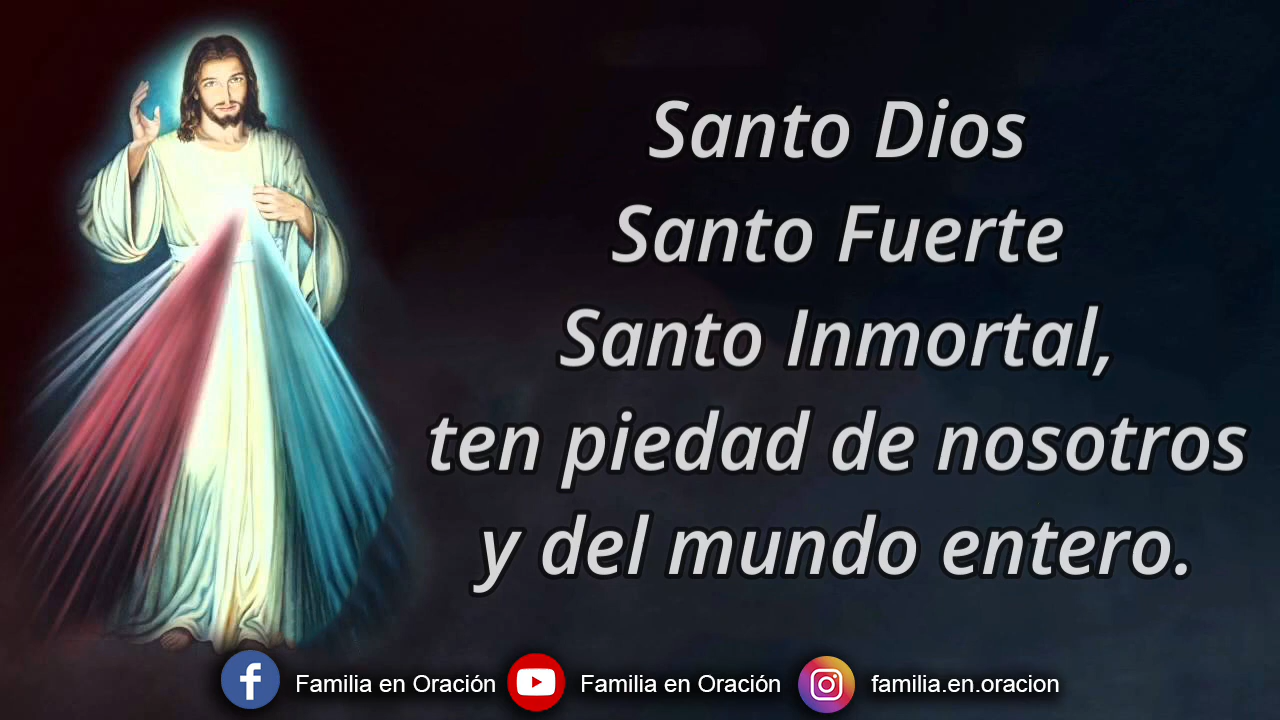 Santo Dios
Santo Fuerte
Santo Inmortal,
ten piedad de nosotros
y del mundo entero.
Familia en Oración Familia en Oración familia.en.oracion